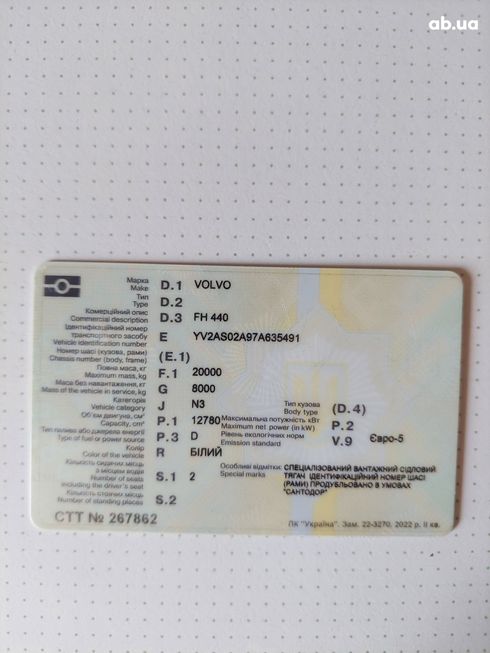 ab.ua
Марка
Make D.1 VOLVO
Тип
Type D.2
Комерційний опис
Commercial description D.3 FH 440
Ідентифікаційний номер
транспортного засобу
Vehicle identification number E YV2AS02A97A635491
Номер шасі (кузова, рами)
Chassis number (body, frame) (E.1)
Повна маса, кг
Maximum mass, kg F.1 20000
Маса без навантаження, кг
Mass of the vehicle in service, kg G 8000
Категорія
Vehicle category J N3
Тип кузова
Body type (D.4)
Об'єм двигуна, см³
Capacity, cm³ P.1 12780
Максимальна потужність кВт
Maximum net power (in kW) P.2
Тип палива або джерела енергії
Type of fuel or power source P.3 D
Рівень екологічних норм
Emission standard V.9 Євро-5
Колір
Color of the vehicle R БІЛИЙ
Кількість сидячих місць
з місцем водія
Number of seats
including the driver's seat S.1 2
Особливі відмітки:
Special marks
СПЕЦІАЛІЗОВАНИЙ ВАНТАЖНИЙ СІДЛОВИЙ
ТЯГАЧ ІДЕНТИФІКАЦІЙНИЙ НОМЕР ШАСІ
(РАМИ) ПРОДУБЛЬОВАНО В УМОВАХ
"САНТОДОР"
Кількість стоячих місць
Number of standing places S.2
СТТ № 267862
ПК "Україна". Зам. 22-3270, 2022 р. ІІ кв.